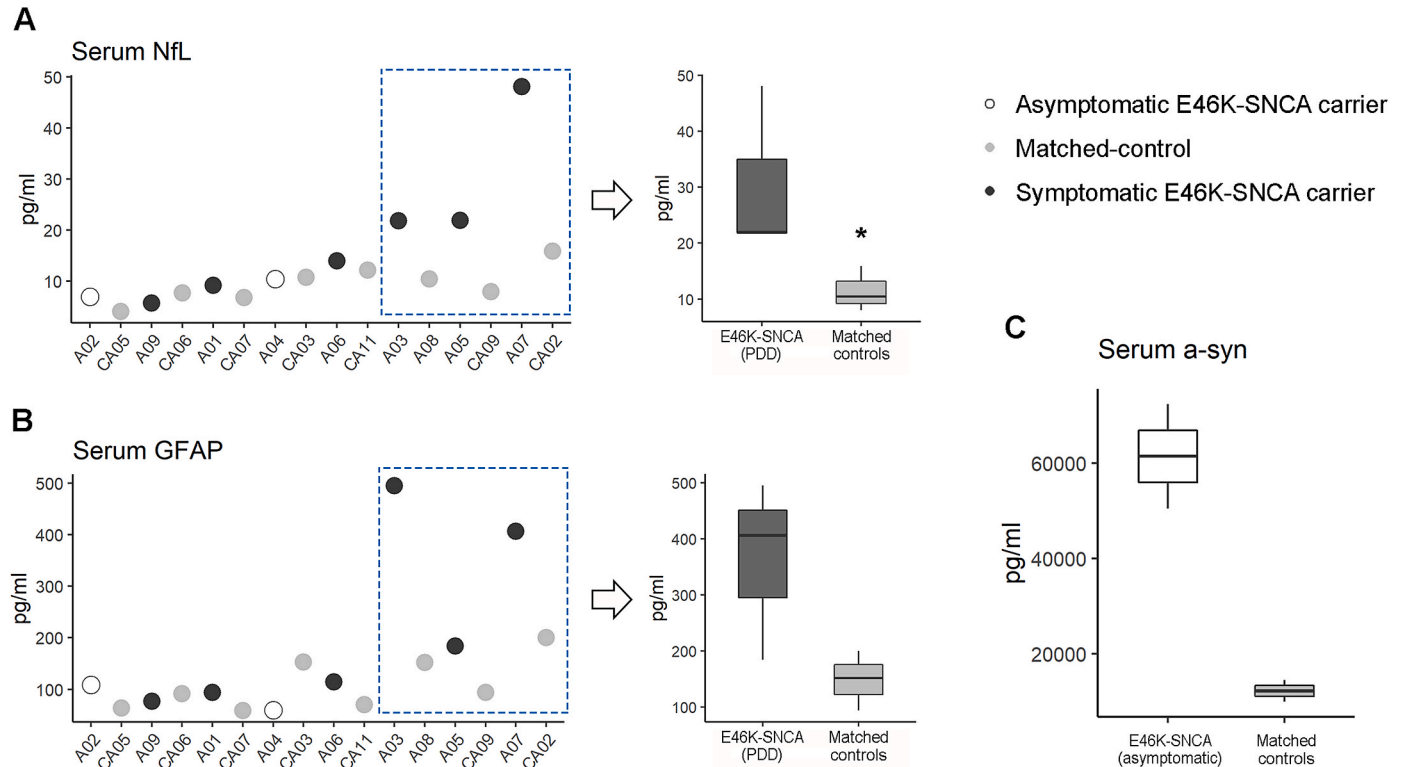 A
Serum NfL
50
40
30
20
10
pg/ml
A02
CA05
A09
CA06
A01
CA07
A04
CA03
A06
CA11
A03
A08
A05
CA09
A07
CA02
50
40
30
20
10
pg/ml
*
E46K-SNCA
(PDD)
Matched
controls
Asymptomatic E46K-SNCA carrier
Matched-control
Symptomatic E46K-SNCA carrier
B
Serum GFAP
500
400
300
200
100
pg/ml
A02
CA05
A09
CA06
A01
CA07
A04
CA03
A06
CA11
A03
A08
A05
CA09
A07
CA02
500
400
300
200
100
pg/ml
E46K-SNCA
(PDD)
Matched
controls
C
Serum a-syn
60000
40000
20000
pg/ml
E46K-SNCA
(asymptomatic)
Matched
controls